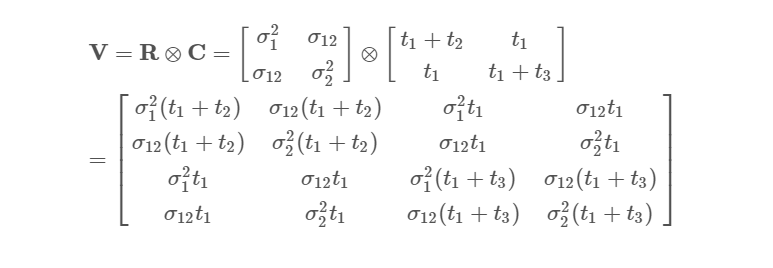 V = R ⊗ C = [ σ₁² σ₁₂ ; σ₁₂ σ₂² ] ⊗ [ t₁ + t₂ t₁ ; t₁ t₁ + t₃ ]
= [ σ₁²(t₁ + t₂) σ₁₂(t₁ + t₂) σ₁²t₁ σ₁₂t₁
σ₁₂(t₁ + t₂) σ₂²(t₁ + t₂) σ₁₂t₁ σ₂²t₁
σ₁²t₁ σ₁₂t₁ σ₁²(t₁ + t₃) σ₁₂(t₁ + t₃)
σ₁₂t₁ σ₂²t₁ σ₁₂(t₁ + t₃) σ₂²(t₁ + t₃) ]